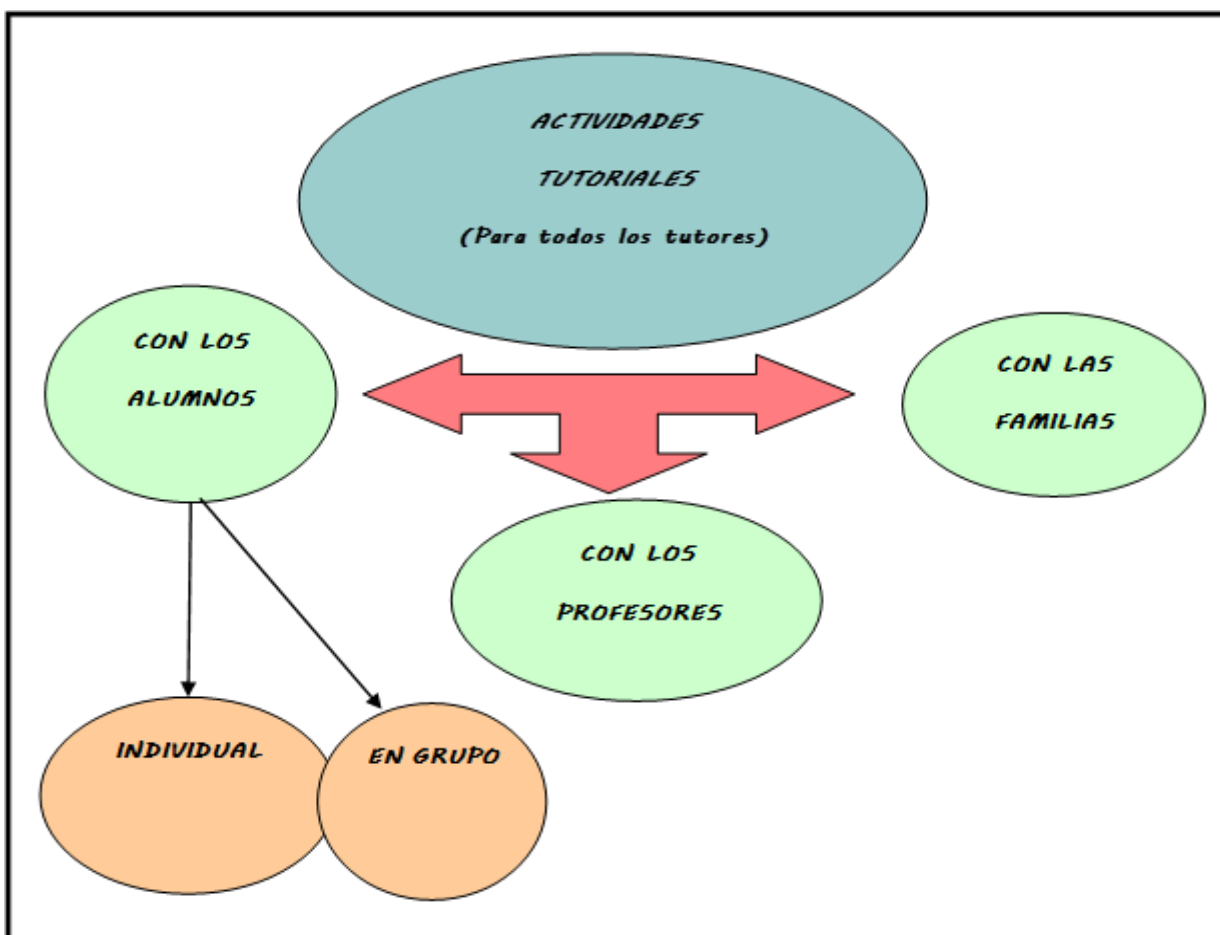 ACTIVIDADES
TUTORIALES
(Para todos los tutores)
CON LOS
ALUMNOS
CON LAS
FAMILIAS
CON LOS
PROFESORES
INDIVIDUAL
EN GRUPO